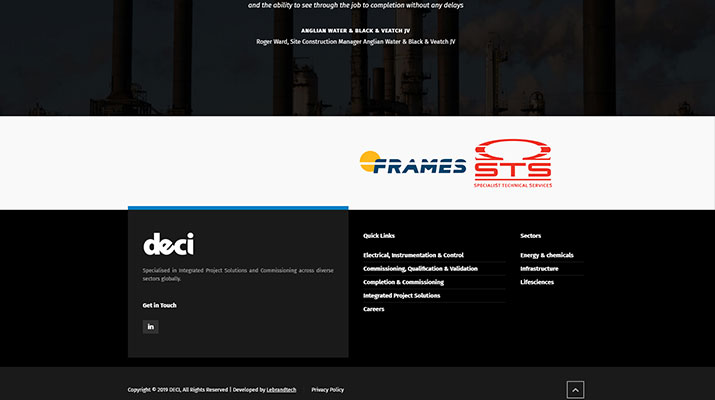 and the ability to see through the job to completion without any delays
ANGLIAN WATER & BLACK & VEATCH JV
Roger Ward, Site Construction Manager Anglian Water & Black & Veatch JV
FRAMES
STS
SPECIALIST TECHNICAL SERVICES
deci
Specialised in Integrated Project Solutions and Commissioning across diverse
sectors globally.
Get in Touch
in
Quick Links
Electrical, Instrumentation & Control
Commissioning, Qualification & Validation
Completion & Commissioning
Integrated Project Solutions
Careers
Sectors
Energy & chemicals
Infrastructure
Lifesciences
Copyright © 2019 DECI, All Rights Reserved | Developed by Lebrandtech
Privacy Policy